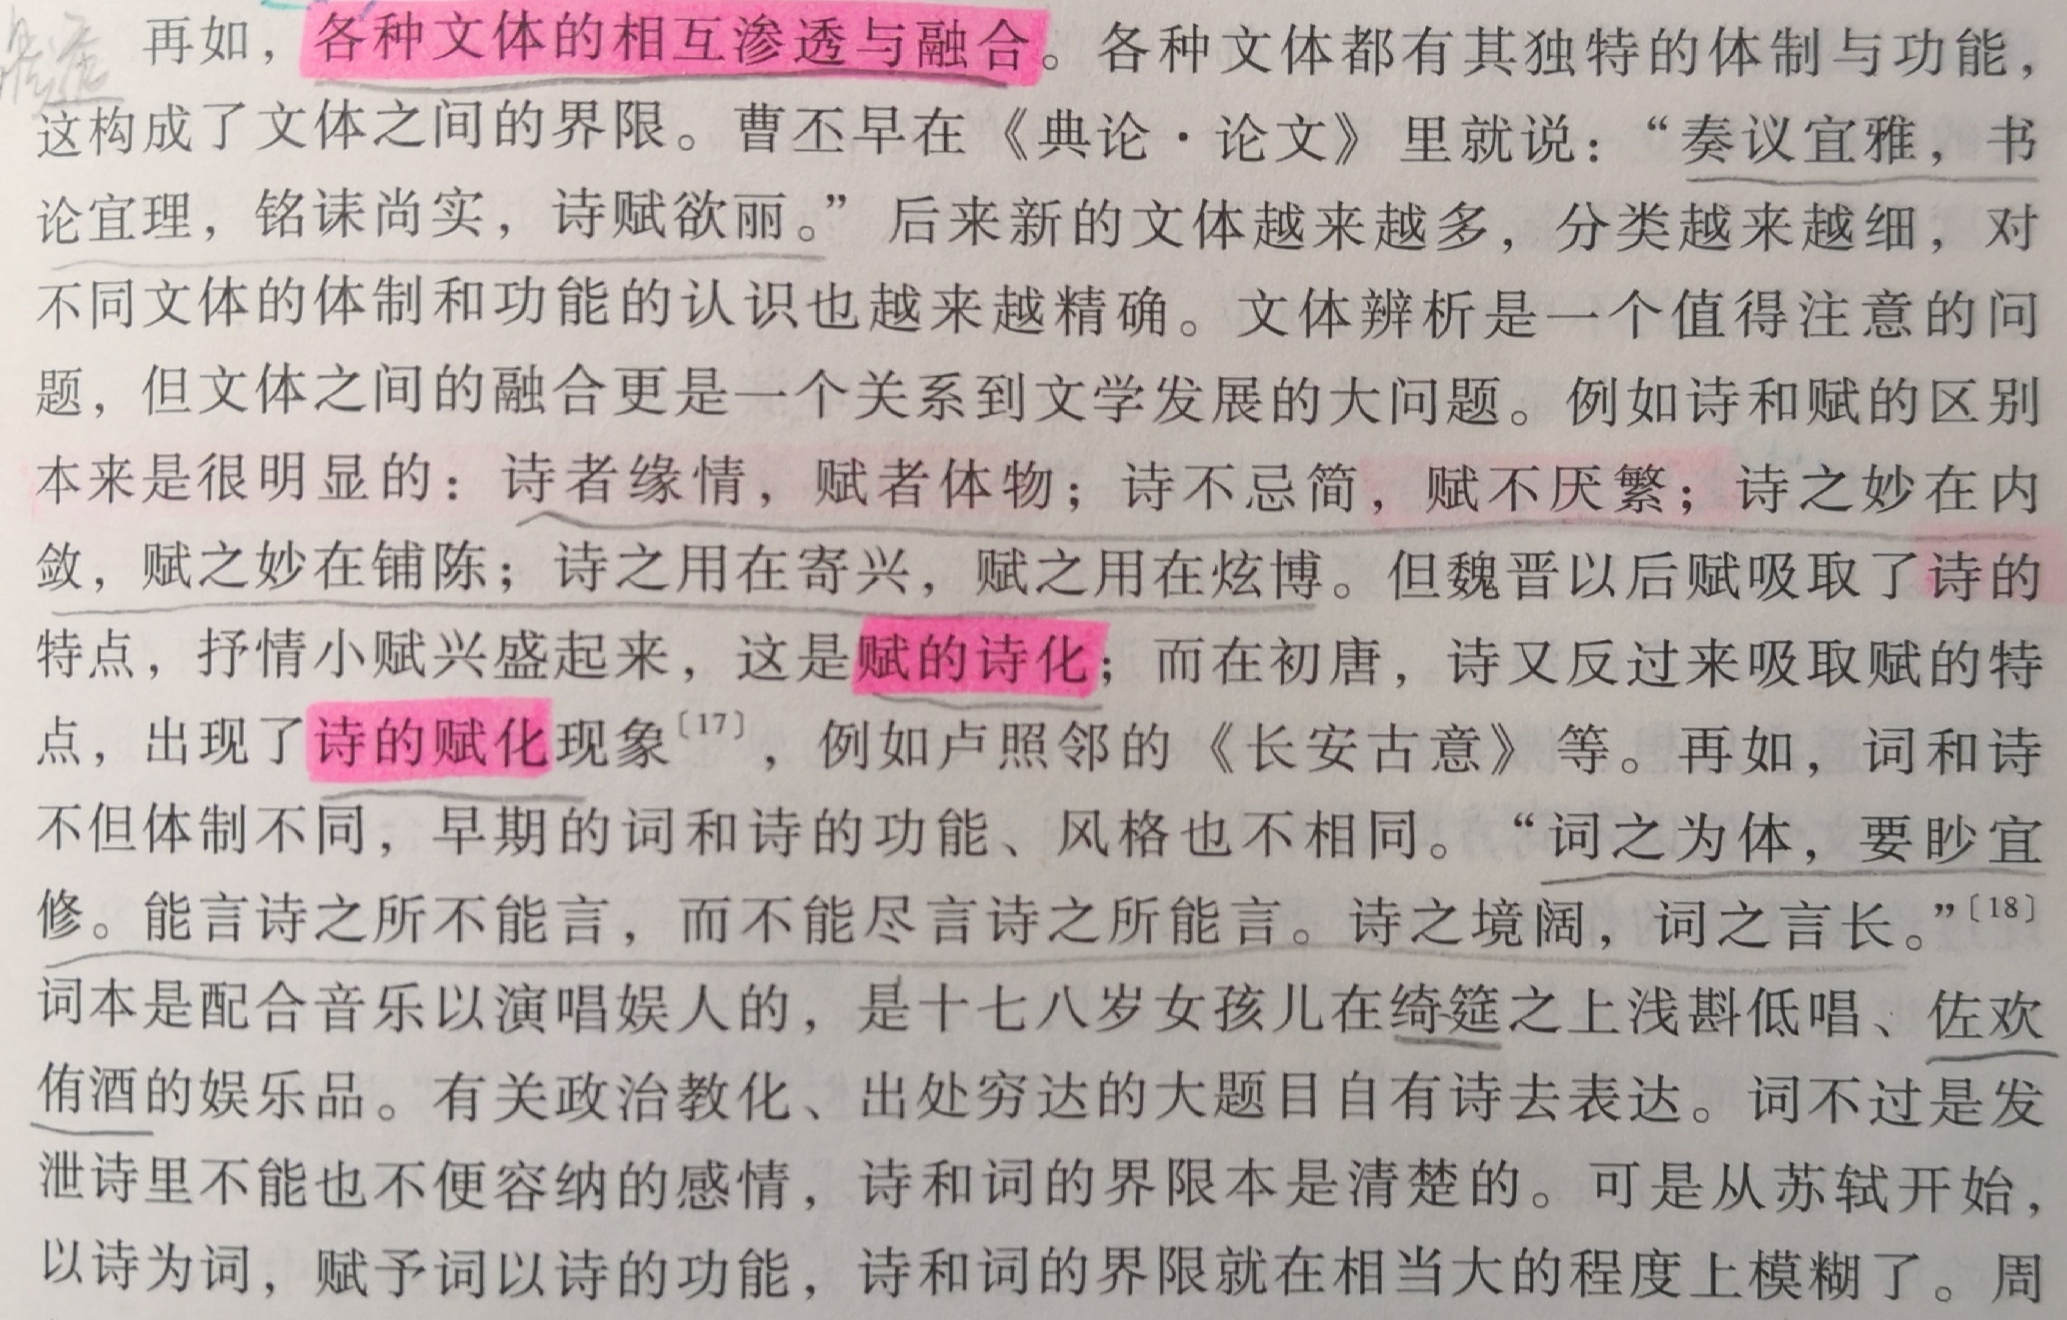 再如，各种文体的相互渗透与融合。各种文体都有其独特的体制与功能，
这构成了文体之间的界限。曹丕早在《典论·论文》里就说：“奏议宜雅，书
论宜理，铭诔尚实，诗赋欲丽。”后来新的文体越来越多，分类越来越细，对
不同文体的体制和功能的认识也越来越精确。文体辨析是一个值得注意的问
题，但文体之间的融合更是一个关系到文学发展的大问题。例如诗和赋的区别
本来是很明显的：诗者缘情，赋者体物；诗不忌简，赋不厌繁；诗之妙在内
敛，赋之妙在铺陈；诗之用在寄兴，赋之用在炫博。但魏晋以后赋吸取了诗的
特点，抒情小赋兴盛起来，这是赋的诗化；而在初唐，诗又反过来吸取赋的特
点，出现了诗的赋化现象〔17〕，例如卢照邻的《长安古意》等。再如，词和诗
不但体制不同，早期的词和诗的功能、风格也不相同。“词之为体，要眇宜
修。能言诗之所不能言，而不能尽言诗之所能言。诗之境阔，词之言长。”〔18〕
词本是配合音乐以演唱娱人的，是十七八岁女孩儿在绮筵之上浅斟低唱、佐欢
侑酒的娱乐品。有关政治教化、出处穷达的大题目自有诗去表达。词不过是发
泄诗里不能也不便容纳的感情，诗和词的界限本是清楚的。可是从苏轼开始，
以诗为词，赋予词以诗的功能，诗和词的界限就在相当大的程度上模糊了。周